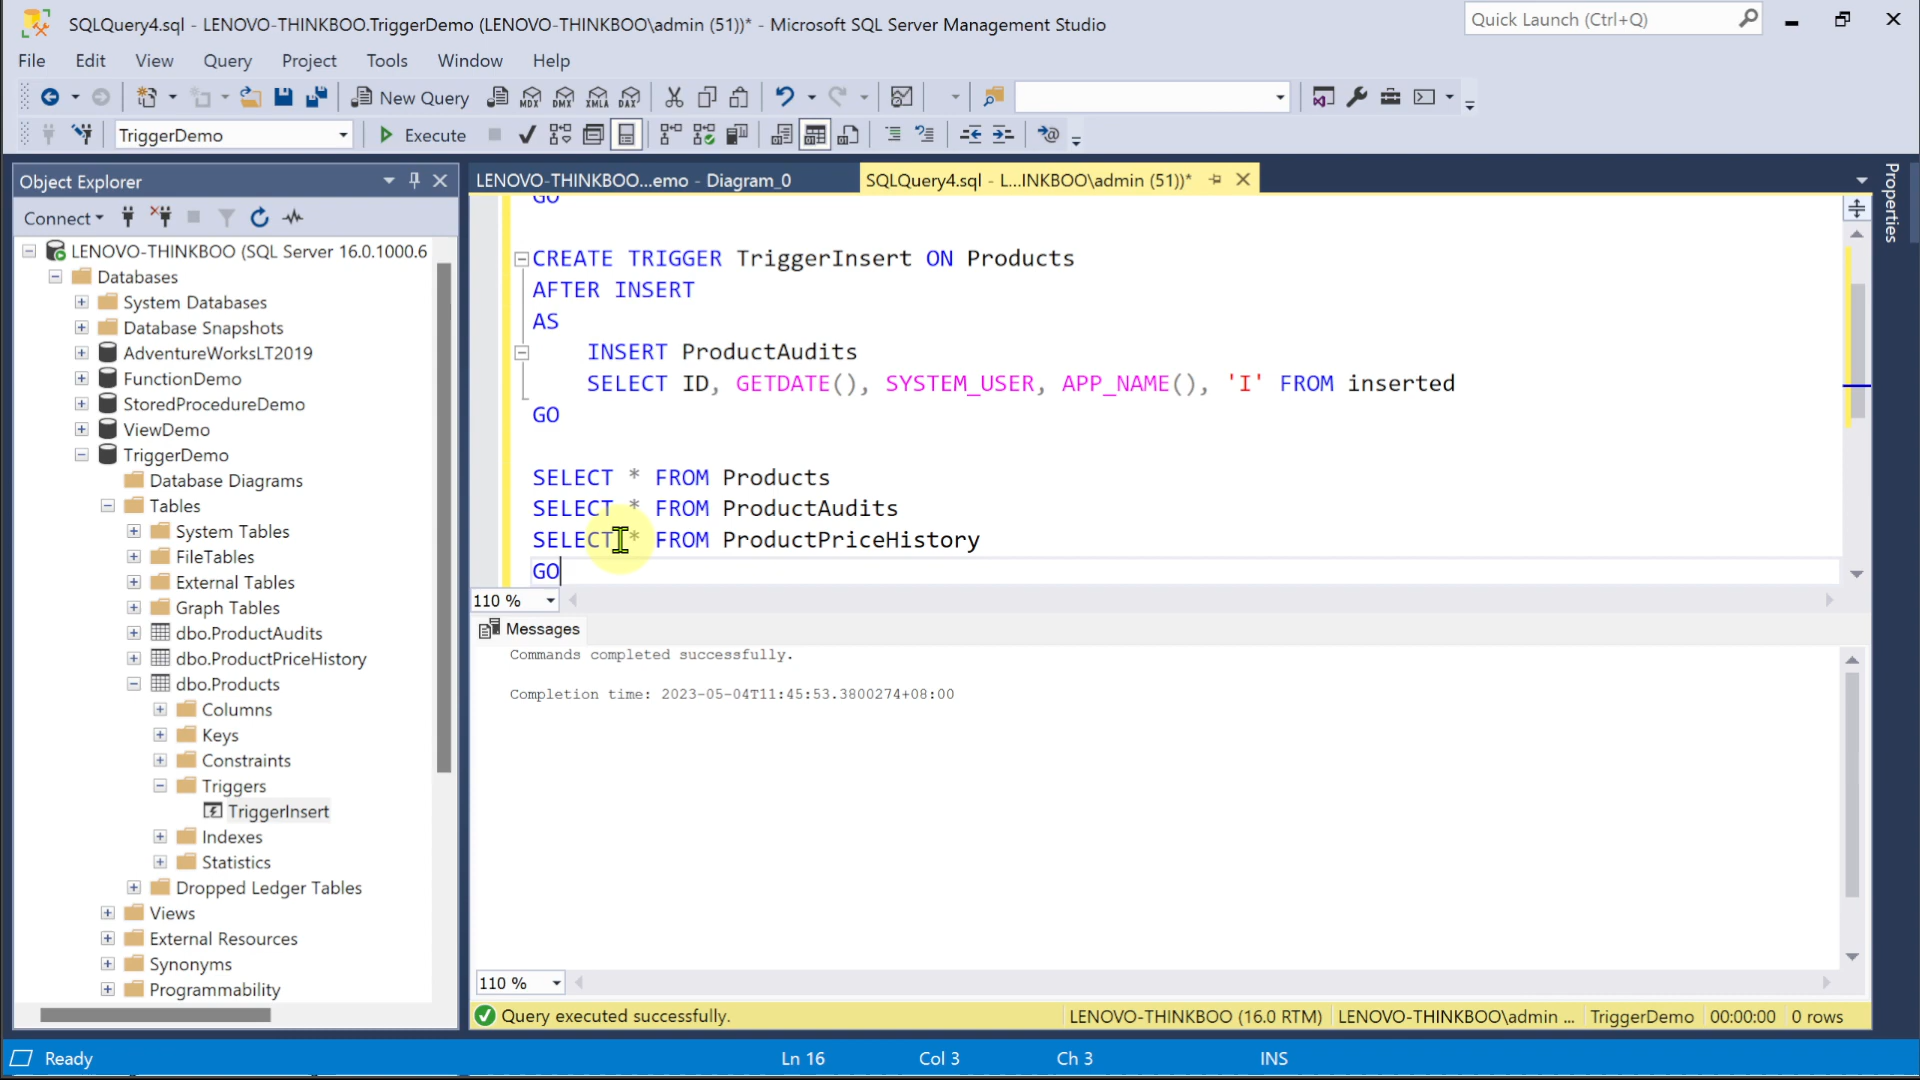 SQLQuery4.sql - LENOVO-THINKBOO.TriggerDemo (LENOVO-THINKBOO\admin (51))* - Microsoft SQL Server Management Studio
Quick Launch (Ctrl+Q)
File Edit View Query Project Tools Window Help
New Query MDX DMX XMLA DAX
TriggerDemo Execute
Object Explorer
LENOVO-THINKBOO...emo - Diagram_0
SQLQuery4.sql - L...INKBOO\admin (51))*
Properties
Connect
LENOVO-THINKBOO (SQL Server 16.0.1000.6
Databases
System Databases
Database Snapshots
AdventureWorksLT2019
FunctionDemo
StoredProcedureDemo
ViewDemo
TriggerDemo
Database Diagrams
Tables
System Tables
FileTables
External Tables
Graph Tables
dbo.ProductAudits
dbo.ProductPriceHistory
dbo.Products
Columns
Keys
Constraints
Triggers
TriggerInsert
Indexes
Statistics
Dropped Ledger Tables
Views
External Resources
Synonyms
Programmability
GO
CREATE TRIGGER TriggerInsert ON Products
AFTER INSERT
AS
INSERT ProductAudits
SELECT ID, GETDATE(), SYSTEM_USER, APP_NAME(), 'I' FROM inserted
GO
SELECT * FROM Products
SELECT * FROM ProductAudits
SELECT * FROM ProductPriceHistory
GO
110 %
Messages
Commands completed successfully.
Completion time: 2023-05-04T11:45:53.3800274+08:00
110 %
Query executed successfully.
LENOVO-THINKBOO (16.0 RTM) LENOVO-THINKBOO\admin ... TriggerDemo 00:00:00 0 rows
Ready Ln 16 Col 3 Ch 3 INS